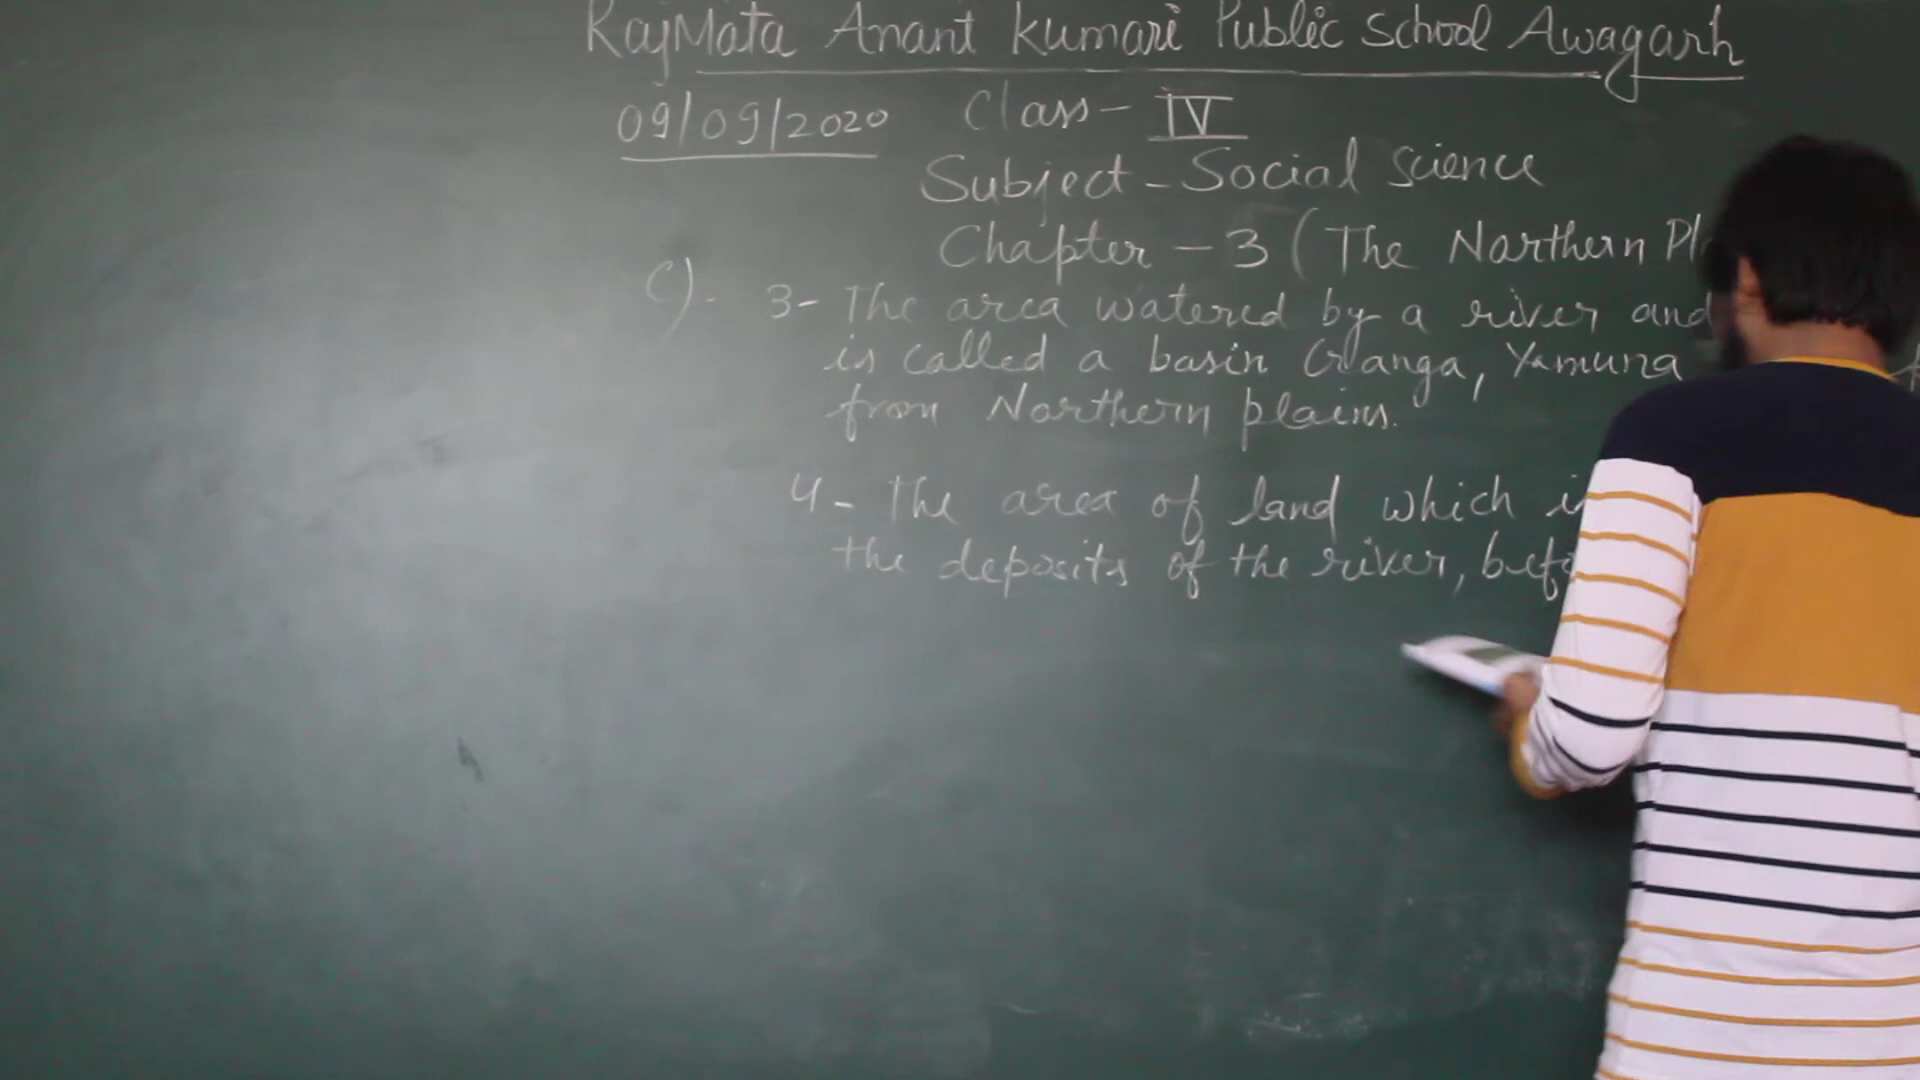 RajMata Anant Kumari Public School Awagarh
09/09/2020 Class- IV
Subject - Social Science
Chapter - 3 (The Northern Pl
C). 3- The area watered by a river and
is called a basin Ganga, Yamuna
from Northern plains.
4- The area of land which is
the deposits of the river, befo